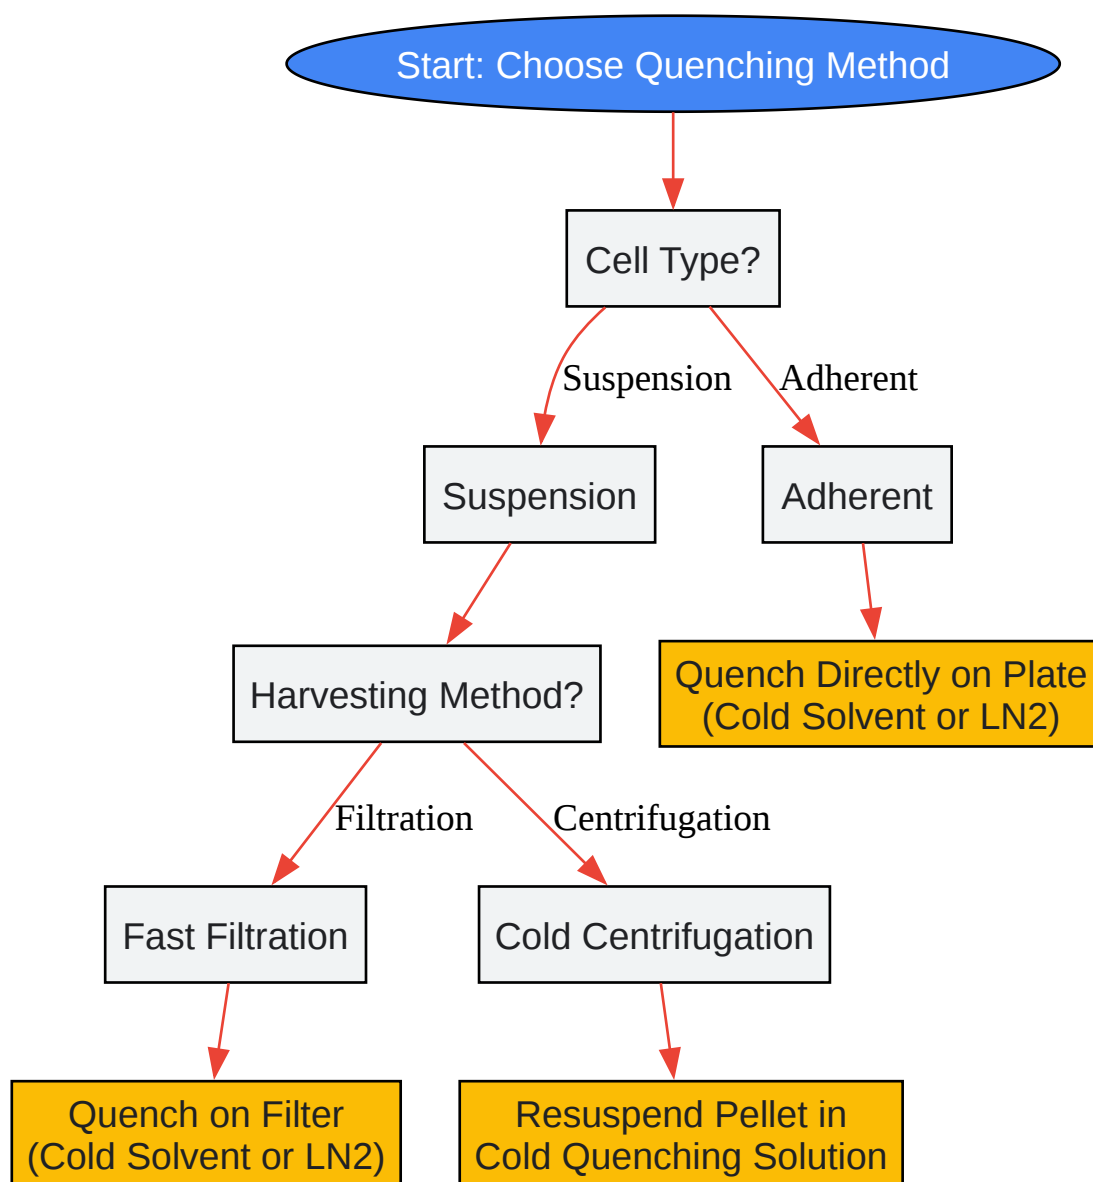 Start: Choose Quenching Method
Cell Type?
Suspension
Adherent
Suspension
Adherent
Harvesting Method?
Quench Directly on Plate
(Cold Solvent or LN2)
Filtration
Centrifugation
Fast Filtration
Cold Centrifugation
Quench on Filter
(Cold Solvent or LN2)
Resuspend Pellet in
Cold Quenching Solution